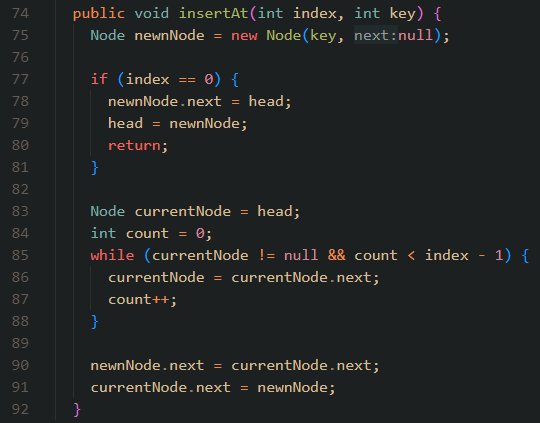 74 public void insertAt(int index, int key) {
75 Node newnNode = new Node(key, next:null);
76
77 if (index == 0) {
78 newnNode.next = head;
79 head = newnNode;
80 return;
81 }
82
83 Node currentNode = head;
84 int count = 0;
85 while (currentNode != null && count < index - 1) {
86 currentNode = currentNode.next;
87 count++;
88 }
89
90 newnNode.next = currentNode.next;
91 currentNode.next = newnNode;
92 }